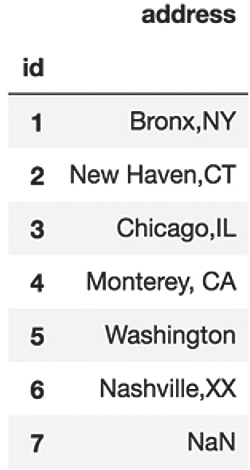 address
id
1 Bronx,NY
2 New Haven,CT
3 Chicago,IL
4 Monterey, CA
5 Washington
6 Nashville,XX
7 NaN